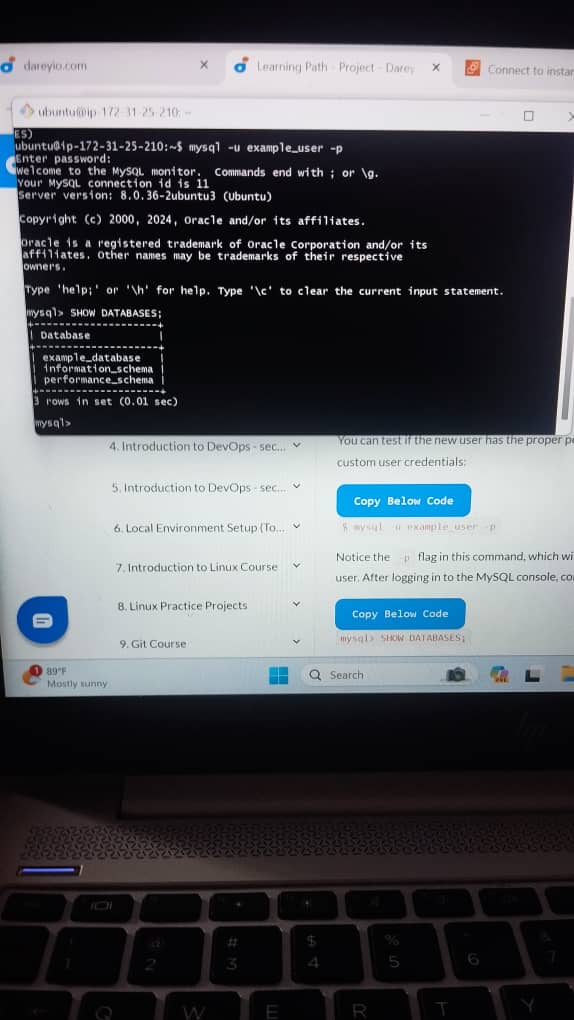 dareyio.com
Learning Path - Project - Darey
Connect to instan
ubuntu@ip-172-31-25-210: ~
ES)
ubuntu@ip-172-31-25-210:~$ mysql -u example_user -p
Enter password:
Welcome to the MySQL monitor.  Commands end with ; or \g.
Your MySQL connection id is 11
Server version: 8.0.36-2ubuntu3 (Ubuntu)
Copyright (c) 2000, 2024, Oracle and/or its affiliates.
Oracle is a registered trademark of Oracle Corporation and/or its
affiliates. Other names may be trademarks of their respective
owners.
Type 'help;' or '\h' for help. Type '\c' to clear the current input statement.
mysql> SHOW DATABASES;
+--------------------+
| Database           |
+--------------------+
| example_database   |
| information_schema |
| performance_schema |
+--------------------+
3 rows in set (0.01 sec)
mysql>
4. Introduction to DevOps - sec...
5. Introduction to DevOps - sec...
6. Local Environment Setup (To...
7. Introduction to Linux Course
8. Linux Practice Projects
9. Git Course
You can test if the new user has the proper pe
custom user credentials:
Copy Below Code
$ mysql -u example_user -p
Notice the -p flag in this command, which wi
user. After logging in to the MySQL console, co
Copy Below Code
mysql> SHOW DATABASES;
1
89°F
Mostly sunny
Search
hp
@
2
#
3
$
4
%
5
6
&
7
Q
W
E
R
T
Y